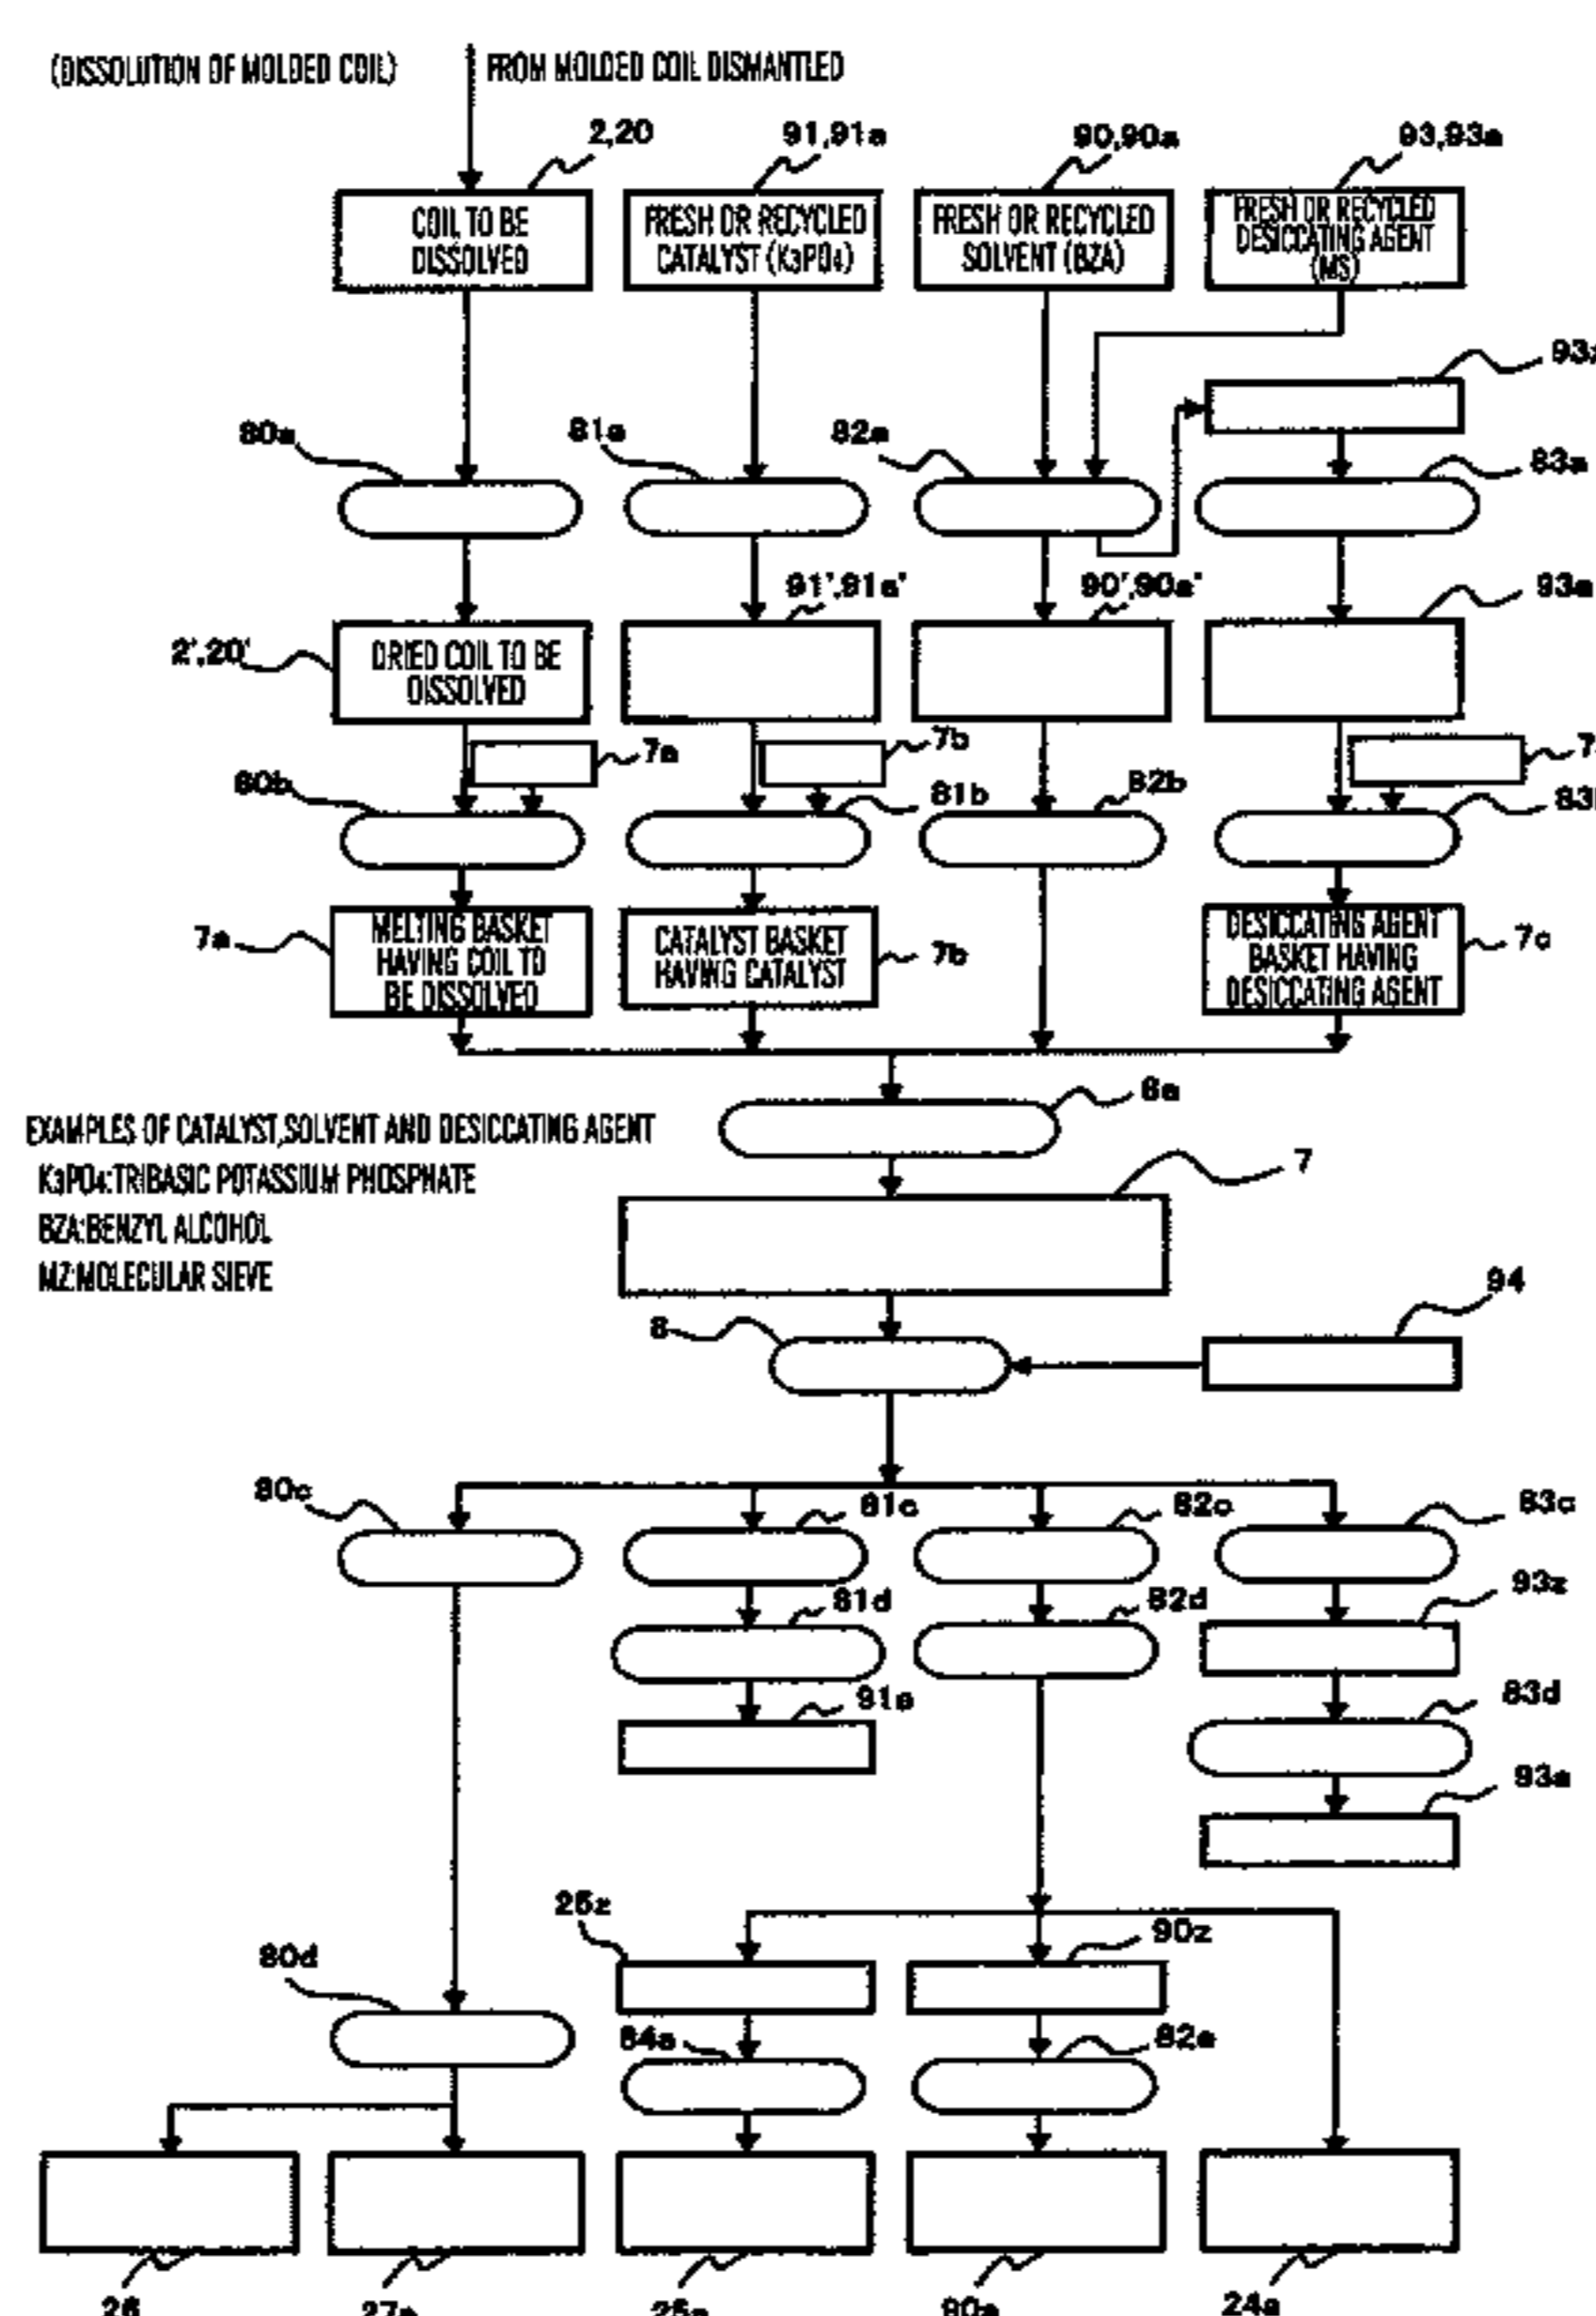 (DISSOLUTION OF MOLDED COIL)
FROM MOLDED COIL DISMANTLED
2,20
91,91a
90,90a
93,93a
COIL TO BE
DISSOLVED
FRESH OR RECYCLED
CATALYST (K3PO4)
FRESH OR RECYCLED
SOLVENT (BZA)
FRESH OR RECYCLED
DESICCATING AGENT
(MS)
93z
80a
81a
82a
83a
91',91a'
90',90a'
93a
2',20'
DRIED COIL TO BE
DISSOLVED
7a
7b
80b
81b
82b
7a
MELTING BASKET
HAVING COIL TO
BE DISSOLVED
CATALYST BASKET
HAVING CATALYST
7b
DESICCATING AGENT
BASKET HAVING
DESICCATING AGENT
7c
8a
EXAMPLES OF CATALYST,SOLVENT AND DESICCATING AGENT
K3PO4:TRIBASIC POTASSIUM PHOSPHATE
BZA:BENZYL ALCOHOL
MZ:MOLECULAR SIEVE
7
8
94
80c
81c
82c
83c
93z
81d
82d
83d
91a
93a
25z
90z
80d
84a
82e
26
27a
25a
90a
24a